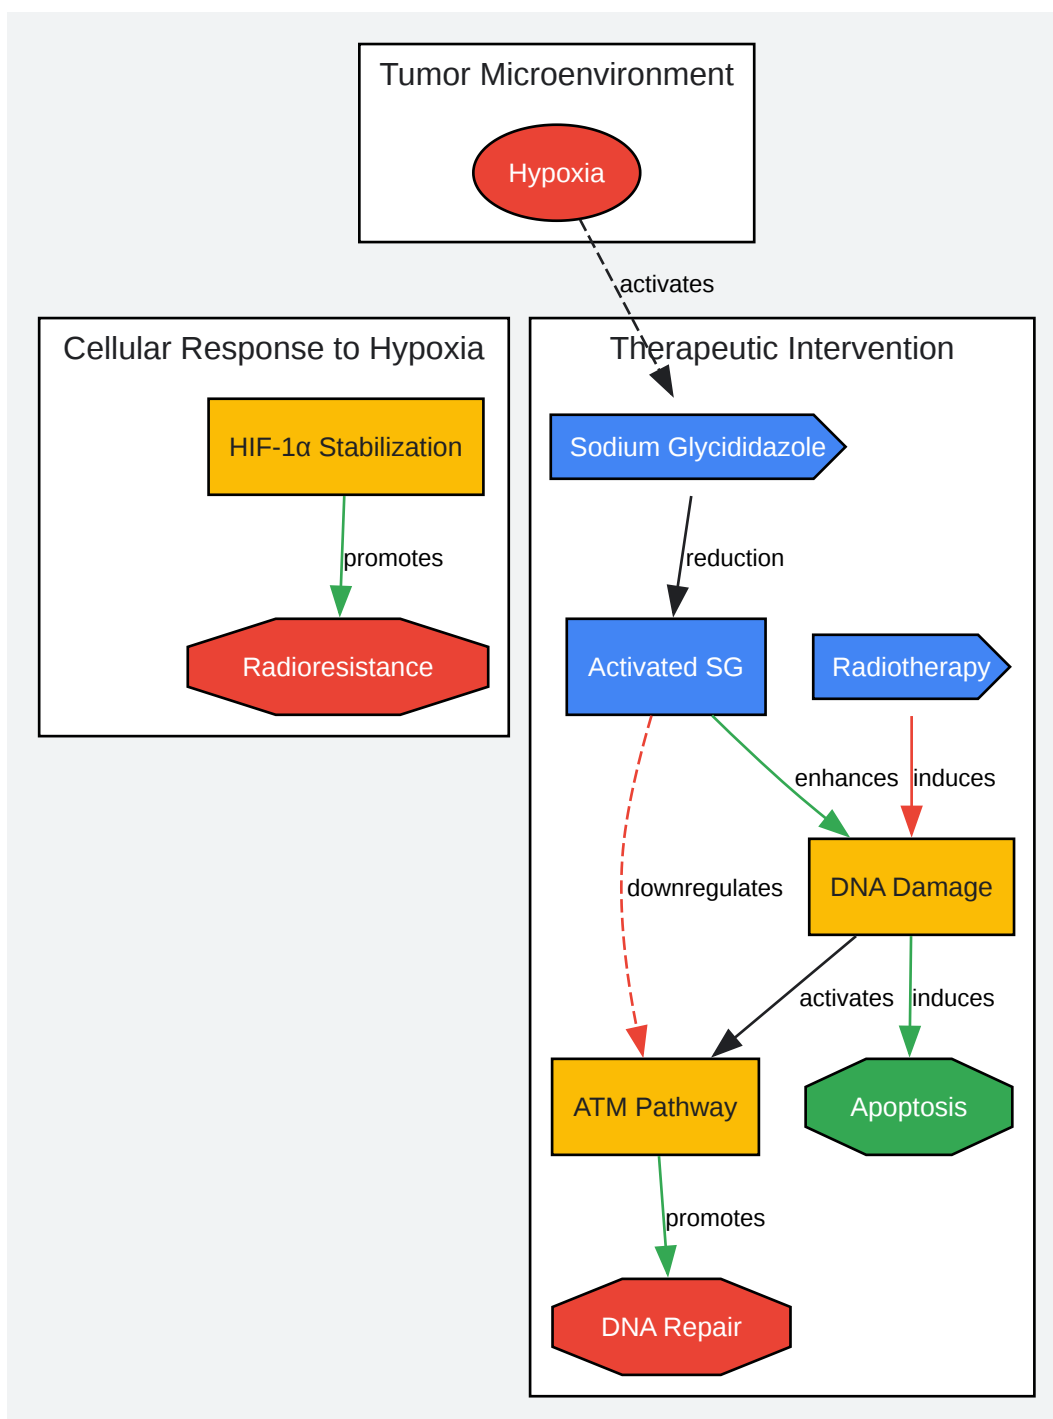 Tumor Microenvironment
Hypoxia
activates
Cellular Response to Hypoxia
HIF-1α Stabilization
promotes
Radioresistance
Therapeutic Intervention
Sodium Glycididazole
reduction
Activated SG
Radiotherapy
enhances
induces
downregulates
DNA Damage
activates
induces
ATM Pathway
Apoptosis
promotes
DNA Repair